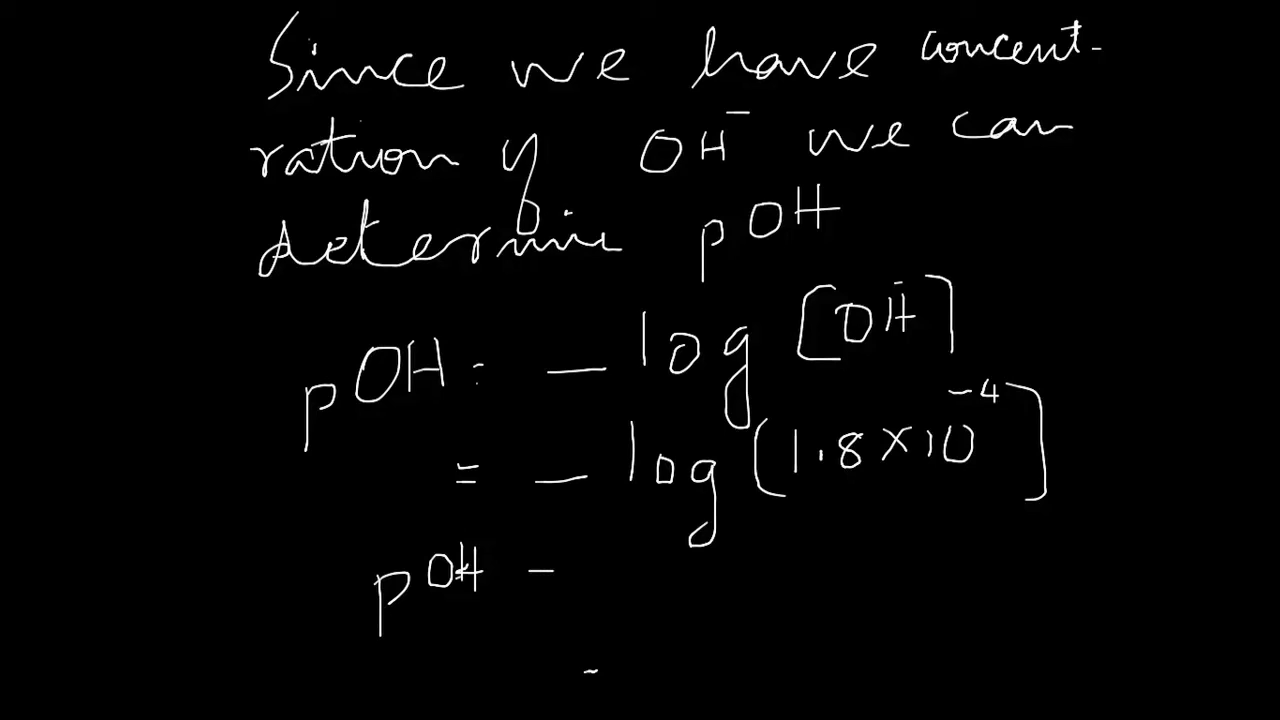 Since we have concent-
ration of OH⁻ we can
determine pOH
pOH = - log [OH⁻]
= - log [1.8×10⁻⁴]
pOH -
-